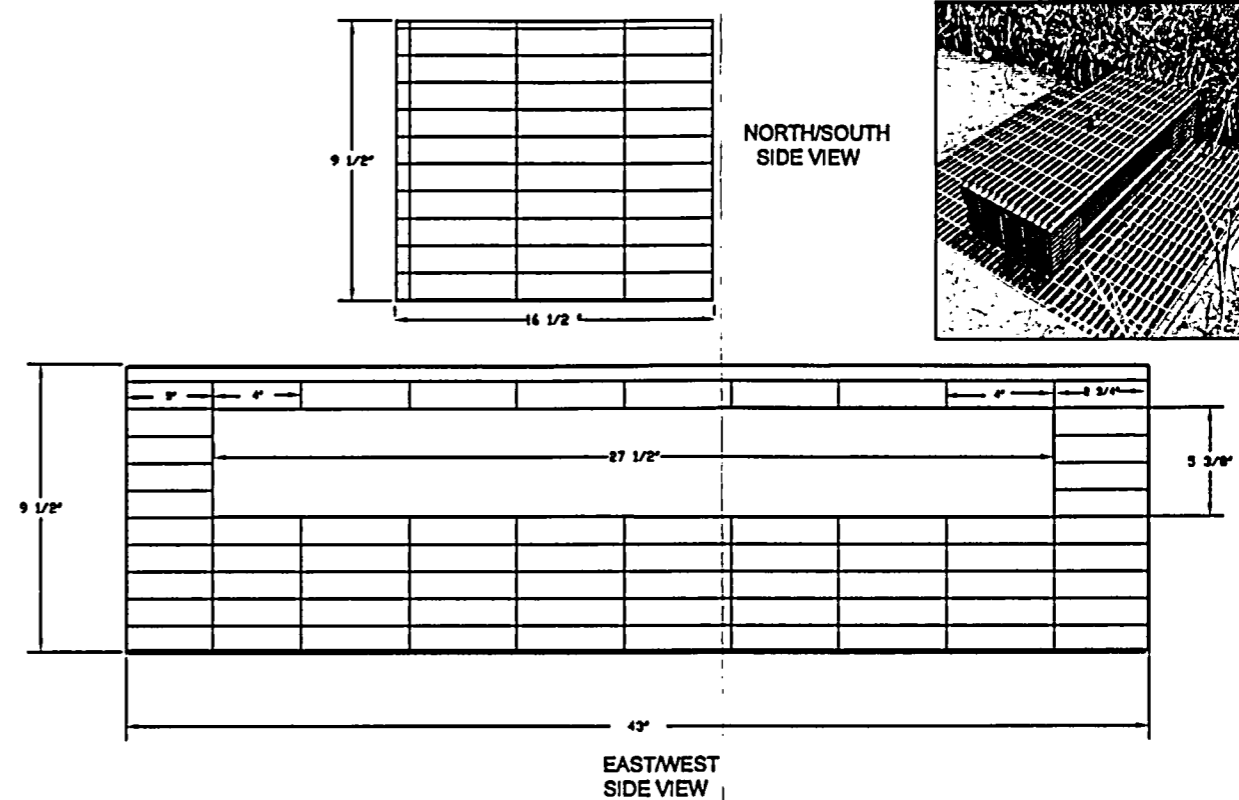 9 1/2"
NORTH/SOUTH
SIDE VIEW
16 1/2 "
4"
4"
27 1/2"
5 3/8"
9 1/2"
43"
EAST/WEST
SIDE VIEW